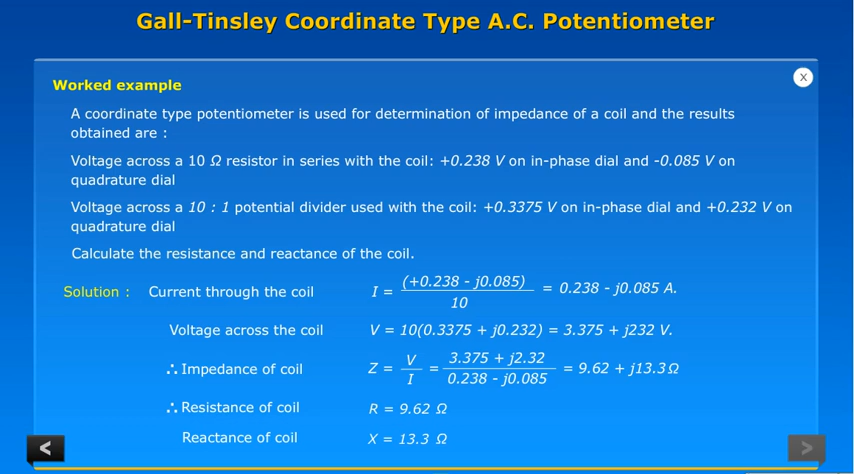 Gall-Tinsley Coordinate Type A.C. Potentiometer
X
Worked example
A coordinate type potentiometer is used for determination of impedance of a coil and the results
obtained are :
Voltage across a 10 Ω resistor in series with the coil: +0.238 V on in-phase dial and -0.085 V on
quadrature dial
Voltage across a 10 : 1 potential divider used with the coil: +0.3375 V on in-phase dial and +0.232 V on
quadrature dial
Calculate the resistance and reactance of the coil.
Solution : Current through the coil I = (+0.238 - j0.085) / 10 = 0.238 - j0.085 A.
Voltage across the coil V = 10(0.3375 + j0.232) = 3.375 + j232 V.
∴ Impedance of coil Z = V / I = 3.375 + j2.32 / 0.238 - j0.085 = 9.62 + j13.3 Ω
∴ Resistance of coil R = 9.62 Ω
Reactance of coil X = 13.3 Ω
< >